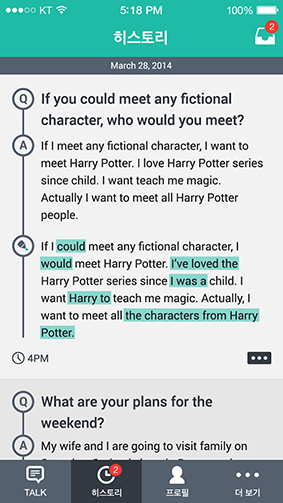 KT 5:18 PM 100%
히스토리 2
March 28, 2014
Q If you could meet any fictional
character, who would you meet?
A If I meet any fictional character, I want to
meet Harry Potter. I love Harry Potter series
since child. I want teach me magic.
Actually I want to meet all Harry Potter
people.
If I could meet any fictional character, I
would meet Harry Potter. I've loved the
Harry Potter series since I was a child. I
want Harry to teach me magic. Actually, I
want to meet all the characters from Harry
Potter.
4PM
Q What are your plans for the
weekend?
A My wife and I are going to visit family on
2
TALK 히스토리 프로필 더 보기